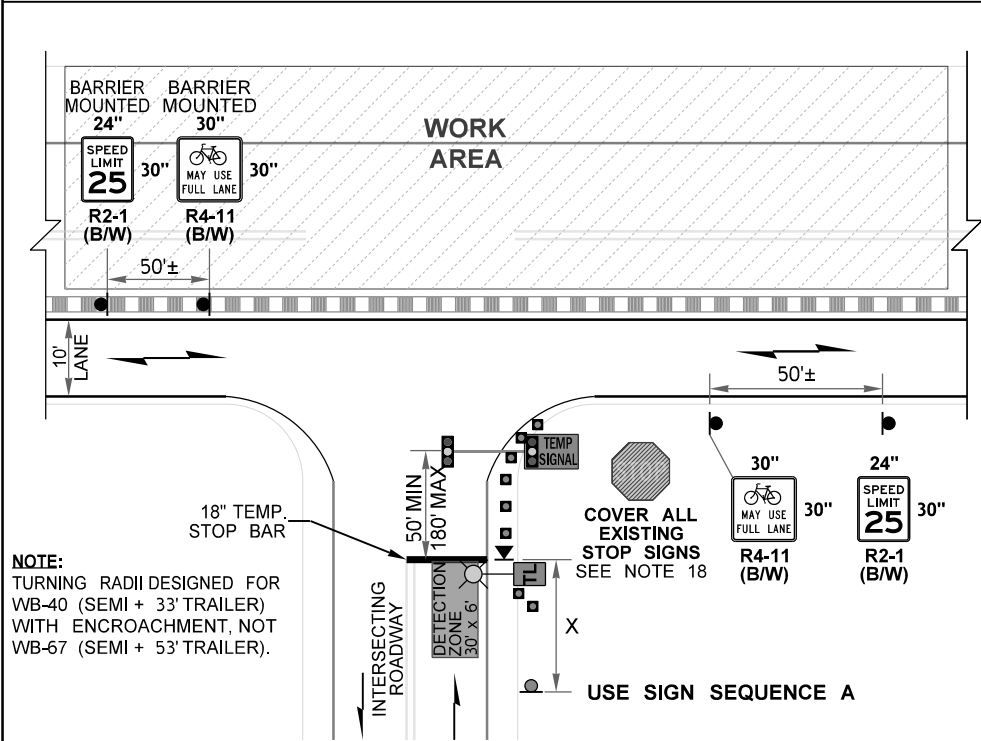 BARRIER MOUNTED
24"
SPEED LIMIT 25
30"
R2-1
(B/W)
BARRIER MOUNTED
30"
MAY USE FULL LANE
30"
R4-11
(B/W)
WORK AREA
50'±
10' LANE
50'±
TEMP SIGNAL
50' MIN
180' MAX
18" TEMP. STOP BAR
STOP
COVER ALL EXISTING STOP SIGNS
SEE NOTE 18
30"
MAY USE FULL LANE
30"
R4-11
(B/W)
24"
SPEED LIMIT 25
30"
R2-1
(B/W)
NOTE:
TURNING RADII DESIGNED FOR
WB-40 (SEMI + 33' TRAILER)
WITH ENCROACHMENT, NOT
WB-67 (SEMI + 53' TRAILER).
DETECTION ZONE 30' x 6'
TL
X
INTERSECTING ROADWAY
USE SIGN SEQUENCE A